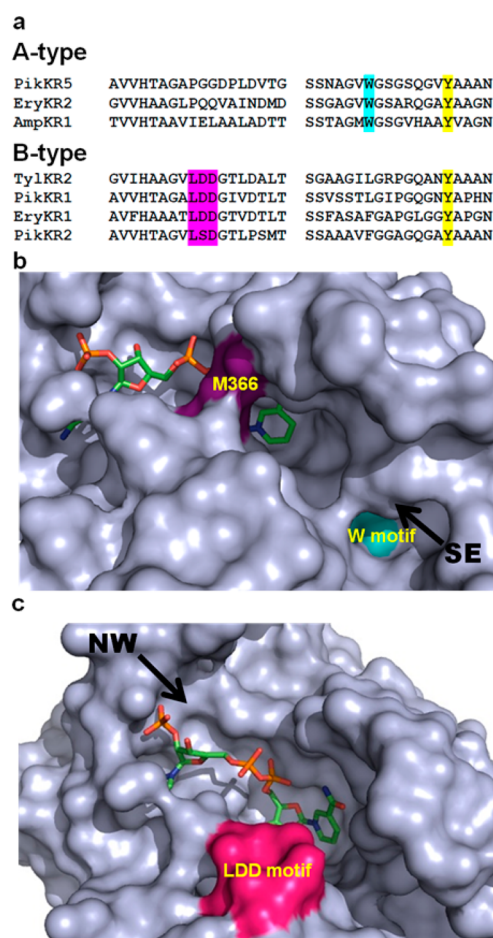 a
A-type
PikKR5 AVVHTAGAPGGDPLDVTG SSNAGVWGSGSQGVYAAAN
EryKR2 GVVHAAGLPQQVAINDMD SSGAGVWGSARQGAYAAGN
AmpKR1 TVVHTAAVIELAALADTT SSTAGMWGSGVHAAYVAGN
B-type
TylKR2 GVIHAAGVLDDGTLDALT SGAAGILGRPGQANYAAAN
PikKR1 AVVHTAGALDDGIVDTLT SSVSSTLGIPGQGNYAPHN
EryKR1 AVFHAAATLDDGTVDTLT SSFASAFGAPGLGGYAPGN
PikKR2 AVVHTAGVLSDGTLPSMT SSAAAVFGGAGQGAYAAAN
b
M366
W motif
SE
c
NW
LDD motif